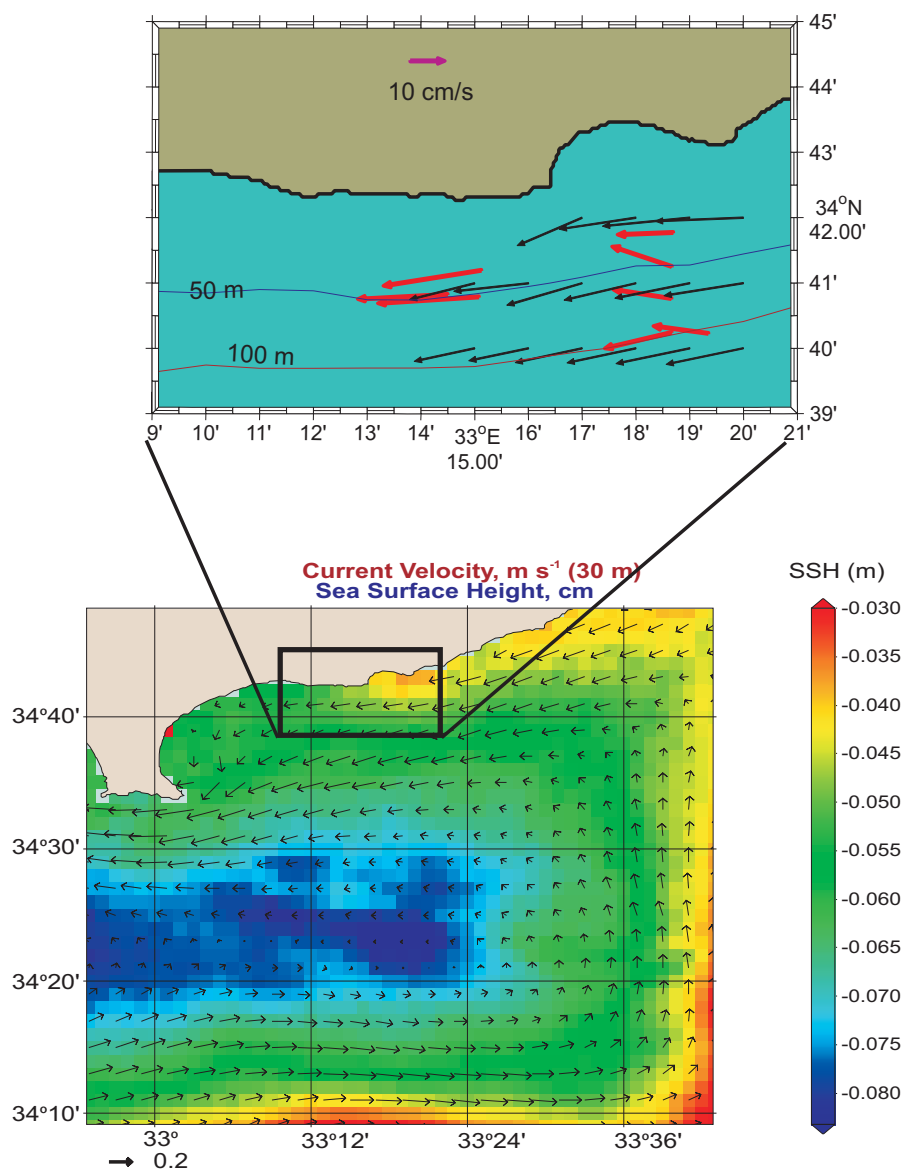 45'
10 cm/s
44'
43'
34°N
42.00'
50 m
41'
100 m
40'
39'
9' 10' 11' 12' 13' 14' 33°E 16' 17' 18' 19' 20' 21'
15.00'
Current Velocity, m s⁻¹ (30 m)
Sea Surface Height, cm
SSH (m)
-0.030
-0.035
-0.040
-0.045
-0.050
-0.055
-0.060
-0.065
-0.070
-0.075
-0.080
34°40'
34°30'
34°20'
34°10'
33° 33°12' 33°24' 33°36'
0.2